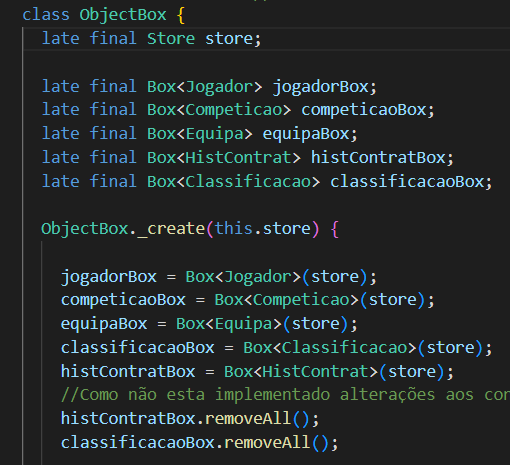 class ObjectBox {
late final Store store;
late final Box<Jogador> jogadorBox;
late final Box<Competicao> competicaoBox;
late final Box<Equipa> equipaBox;
late final Box<HistContrat> histContratBox;
late final Box<Classificacao> classificacaoBox;
ObjectBox._create(this.store) {
jogadorBox = Box<Jogador>(store);
competicaoBox = Box<Competicao>(store);
equipaBox = Box<Equipa>(store);
classificacaoBox = Box<Classificacao>(store);
histContratBox = Box<HistContrat>(store);
//Como não esta implementado alterações aos con
histContratBox.removeAll();
classificacaoBox.removeAll();